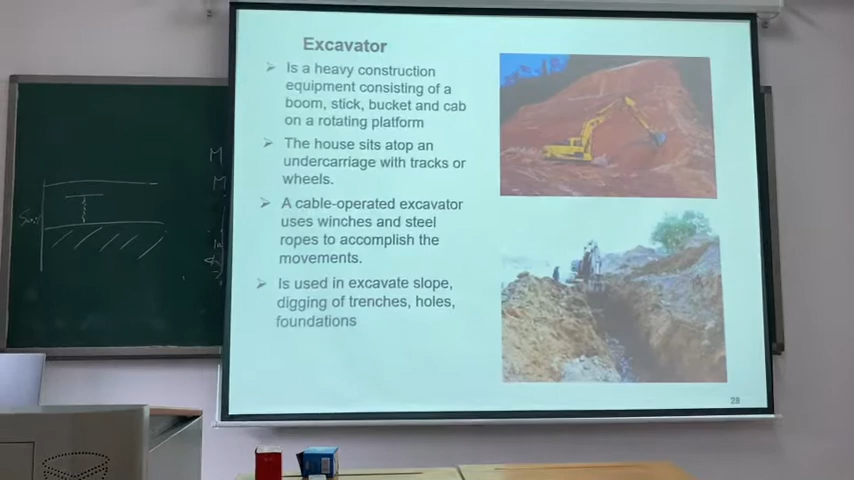 Excavator
➢ Is a heavy construction
equipment consisting of a
boom, stick, bucket and cab
on a rotating platform
➢ The house sits atop an
undercarriage with tracks or
wheels.
➢ A cable-operated excavator
uses winches and steel
ropes to accomplish the
movements.
➢ Is used in excavate slope,
digging of trenches, holes,
foundations
28